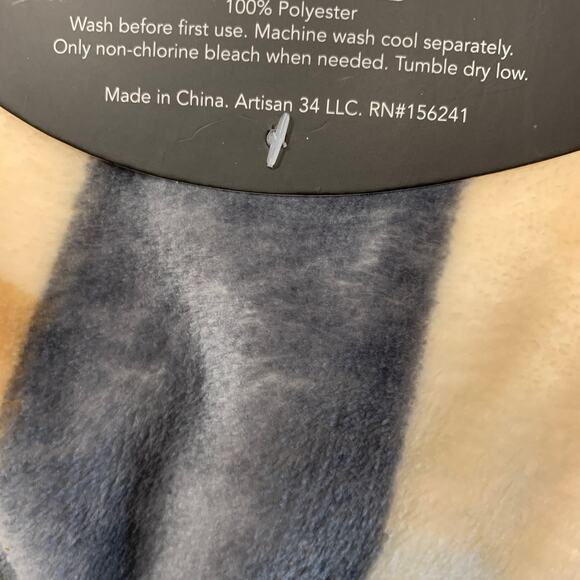 100% Polyester
Wash before first use. Machine wash cool separately.
Only non-chlorine bleach when needed. Tumble dry low.
Made in China. Artisan 34 LLC. RN#156241